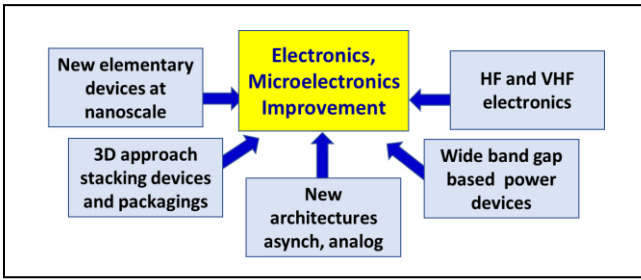 New elementary
devices at
nanoscale
Electronics,
Microelectronics
Improvement
HF and VHF
electronics
3D approach
stacking devices
and packagings
New
architectures
asynch, analog
Wide band gap
based power
devices